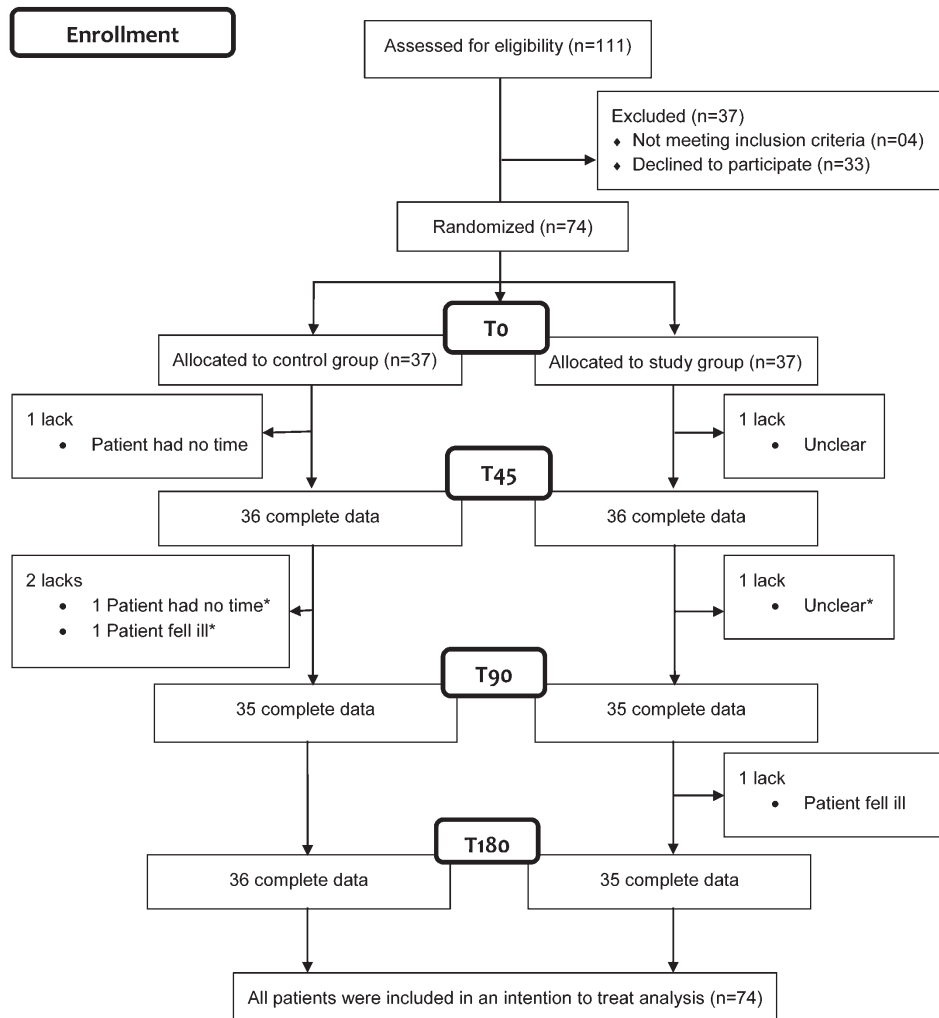 Enrollment
Assessed for eligibility (n=111)
Excluded (n=37)
♦ Not meeting inclusion criteria (n=04)
♦ Declined to participate (n=33)
Randomized (n=74)
T0
Allocated to control group (n=37)
Allocated to study group (n=37)
1 lack
• Patient had no time
1 lack
• Unclear
T45
36 complete data
36 complete data
2 lacks
• 1 Patient had no time*
• 1 Patient fell ill*
1 lack
• Unclear*
T90
35 complete data
35 complete data
1 lack
• Patient fell ill
T180
36 complete data
35 complete data
All patients were included in an intention to treat analysis (n=74)